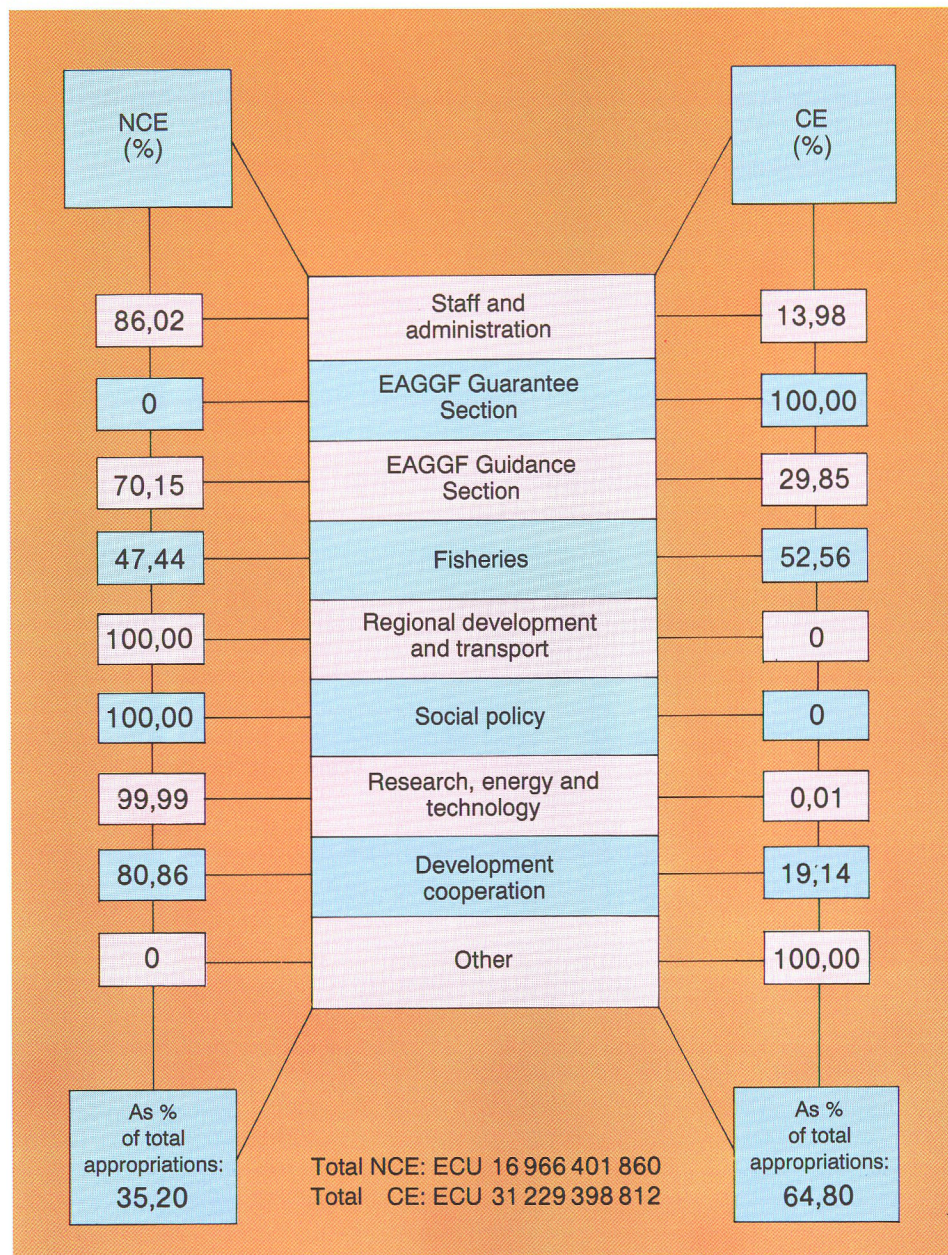 NCE
(%)
CE
(%)
86,02
Staff and
administration
13,98
0
EAGGF Guarantee
Section
100,00
70,15
EAGGF Guidance
Section
29,85
47,44
Fisheries
52,56
100,00
Regional development
and transport
0
100,00
Social policy
0
99,99
Research, energy and
technology
0,01
80,86
Development
cooperation
19,14
0
Other
100,00
As %
of total
appropriations:
35,20
Total NCE: ECU 16 966 401 860
Total CE: ECU 31 229 398 812
As %
of total
appropriations:
64,80